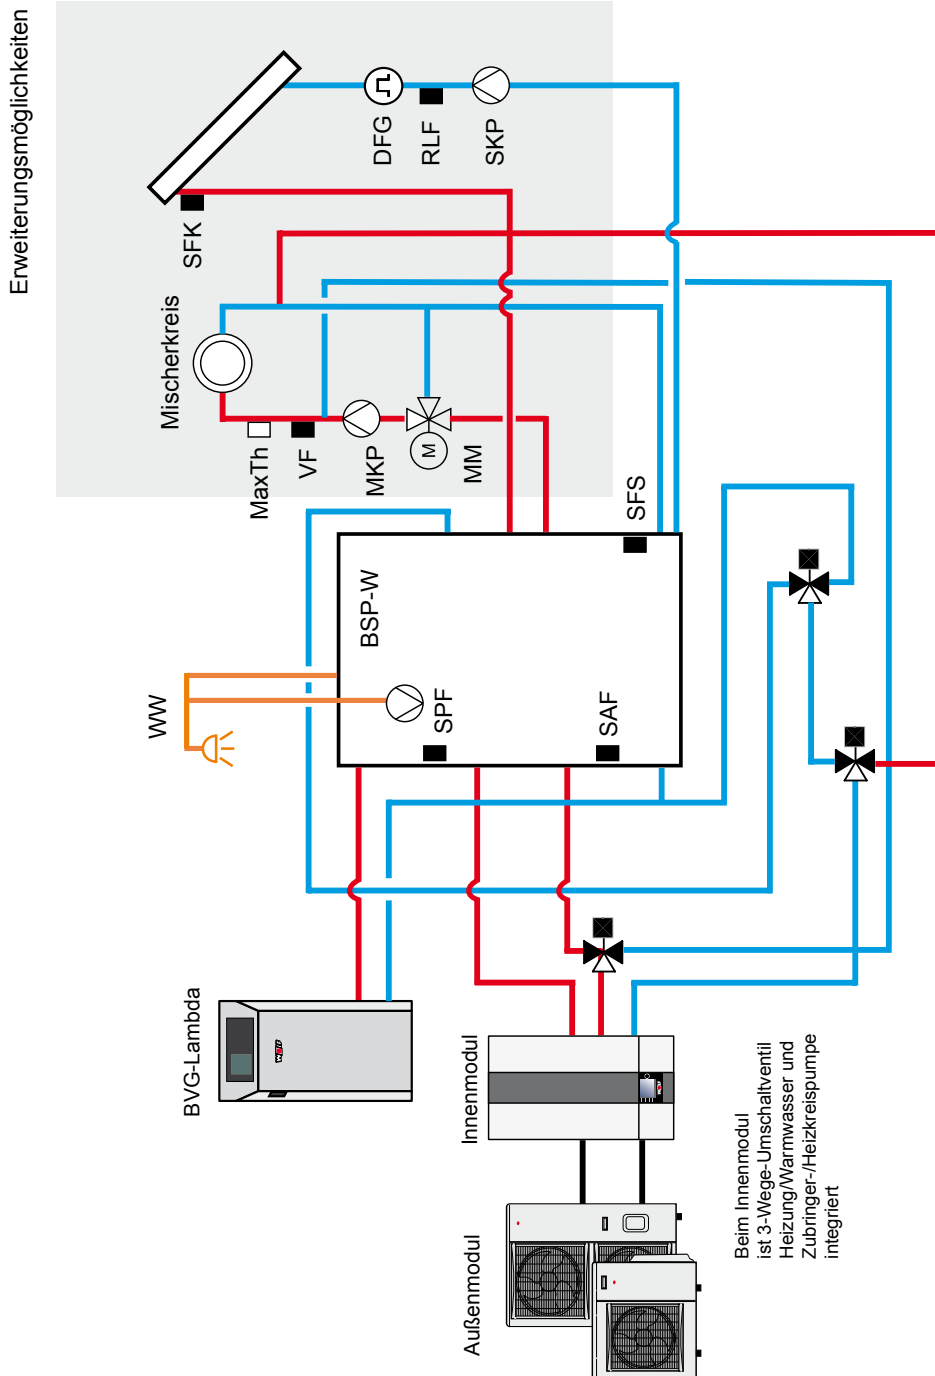 Erweiterungsmöglichkeiten
DFG
RLF
SKP
SFK
Mischerkreis
MaxTh
VF
MKP
M
MM
SFS
BSP-W
WW
SPF
SAF
BVG-Lambda
WOLF
Innenmodul
Außenmodul
Beim Innenmodul
ist 3-Wege-Umschaltventil
Heizung/Warmwasser und
Zubringer-/Heizkreispumpe
integriert